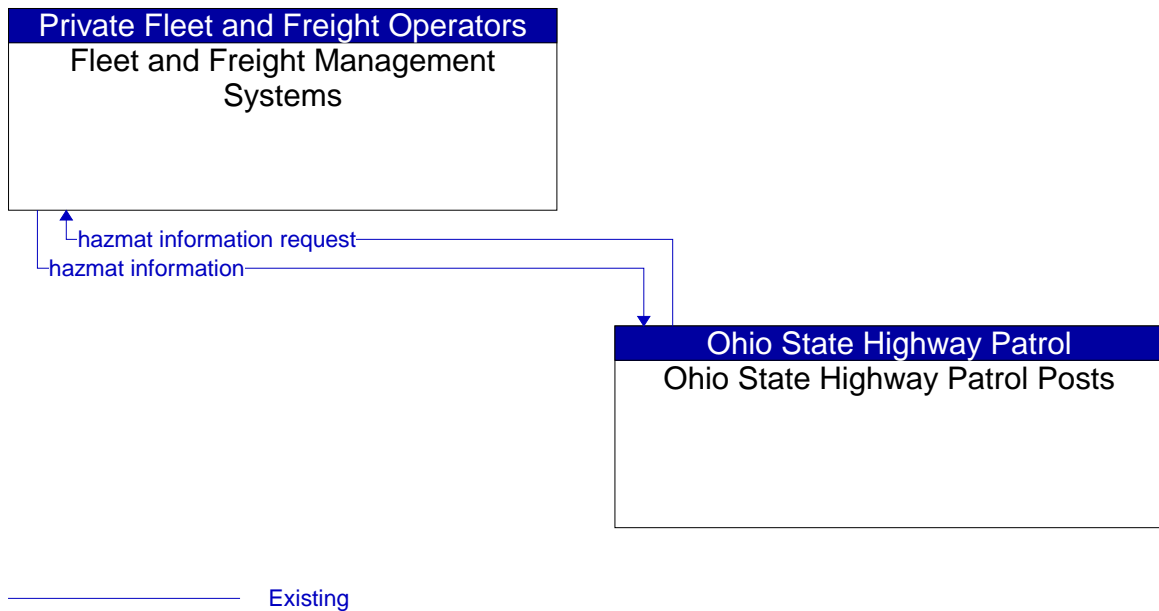 Private Fleet and Freight Operators
Fleet and Freight Management
Systems
hazmat information request
hazmat information
Ohio State Highway Patrol
Ohio State Highway Patrol Posts
Existing